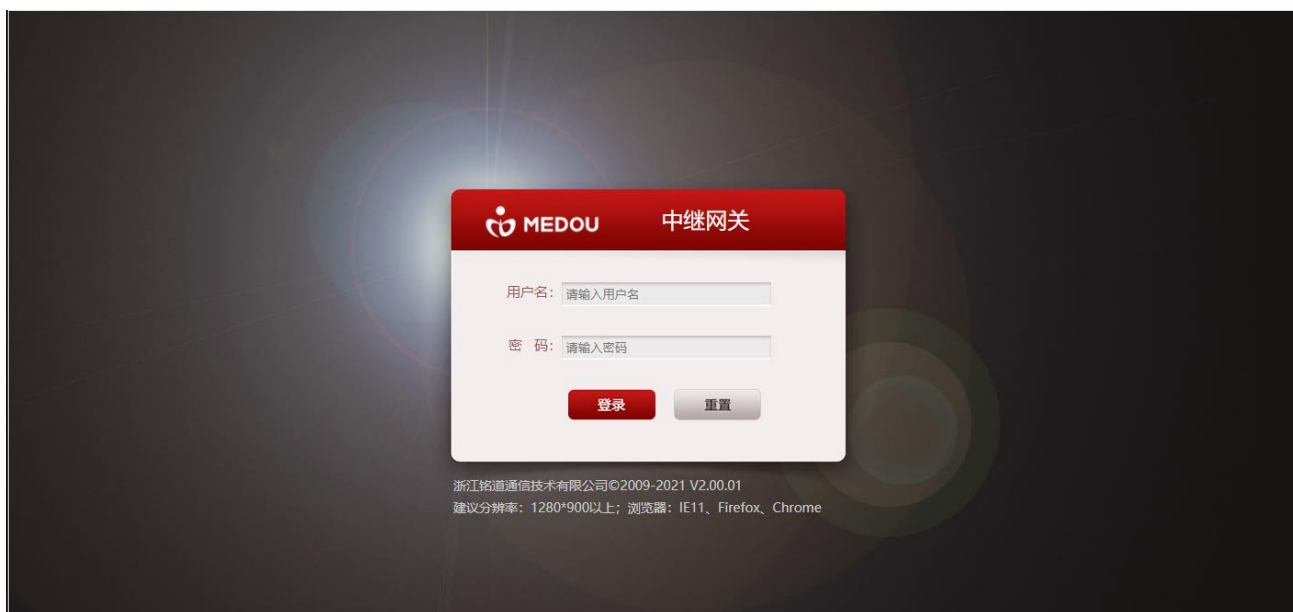 MEDOU 中继网关
用户名： 请输入用户名
密 码： 请输入密码
登录 重置
浙江铭道通信技术有限公司©2009-2021 V2.00.01
建议分辨率：1280*900以上；浏览器：IE11、Firefox、Chrome